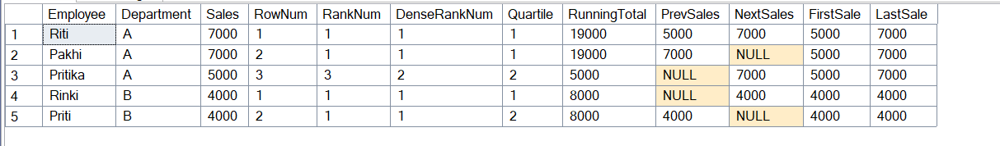 Employee Department Sales RowNum RankNum DenseRankNum Quartile RunningTotal PrevSales NextSales FirstSale LastSale
1 Riti A 7000 1 1 1 1 19000 5000 7000 5000 7000
2 Pakhi A 7000 2 1 1 1 19000 7000 NULL 5000 7000
3 Pritika A 5000 3 3 2 2 5000 NULL 7000 5000 7000
4 Rinki B 4000 1 1 1 1 8000 NULL 4000 4000 4000
5 Priti B 4000 2 1 1 2 8000 4000 NULL 4000 4000